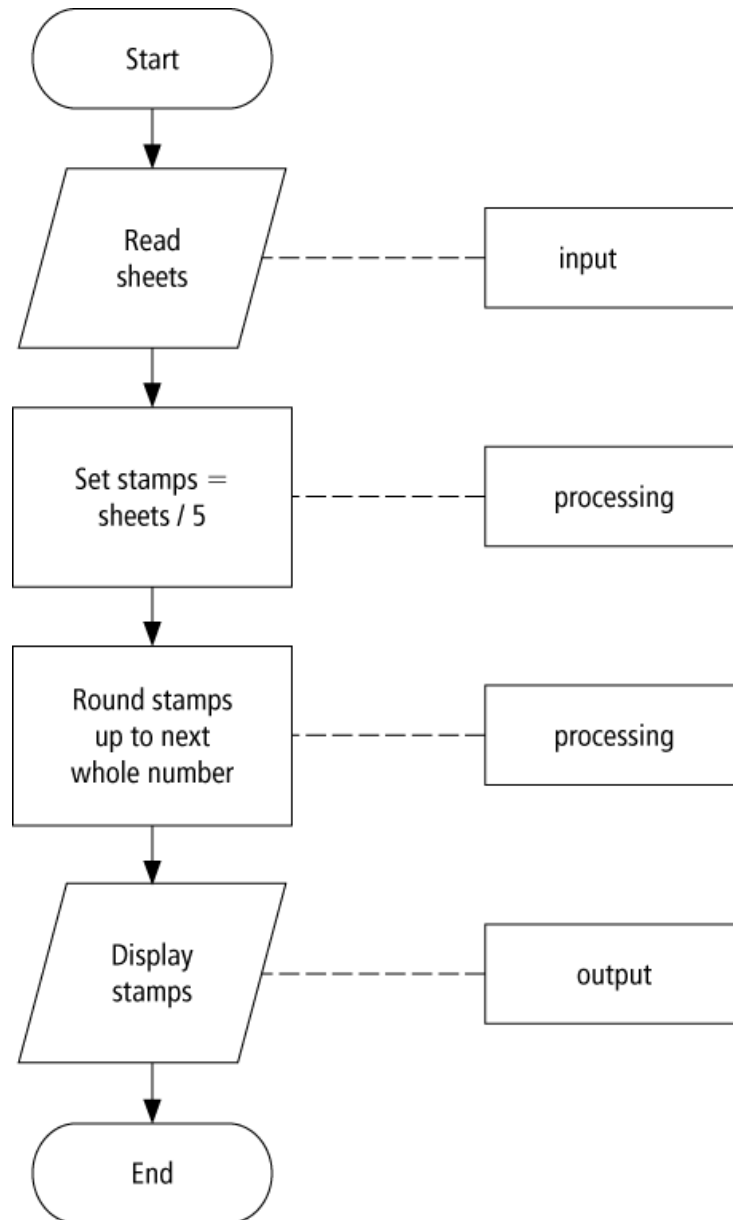 Start
Read
sheets
input
Set stamps =
sheets / 5
processing
Round stamps
up to next
whole number
processing
Display
stamps
output
End